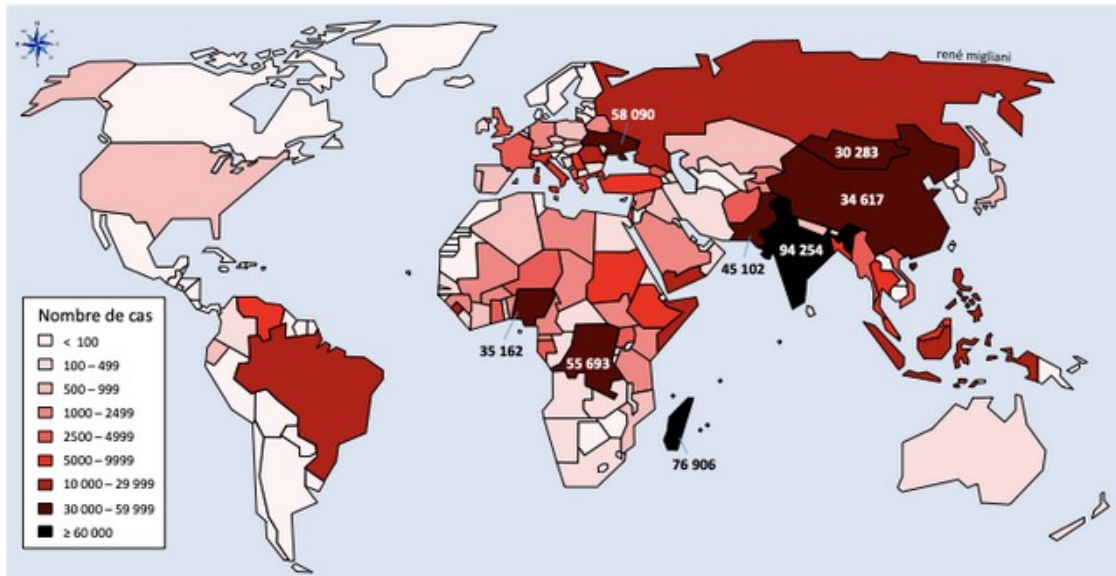 rené migliani
58 090
30 283
34 617
94 254
45 102
35 162
55 693
76 906
Nombre de cas
< 100
100 – 499
500 – 999
1000 – 2499
2500 – 4999
5000 – 9999
10 000 – 29 999
30 000 – 59 999
≥ 60 000